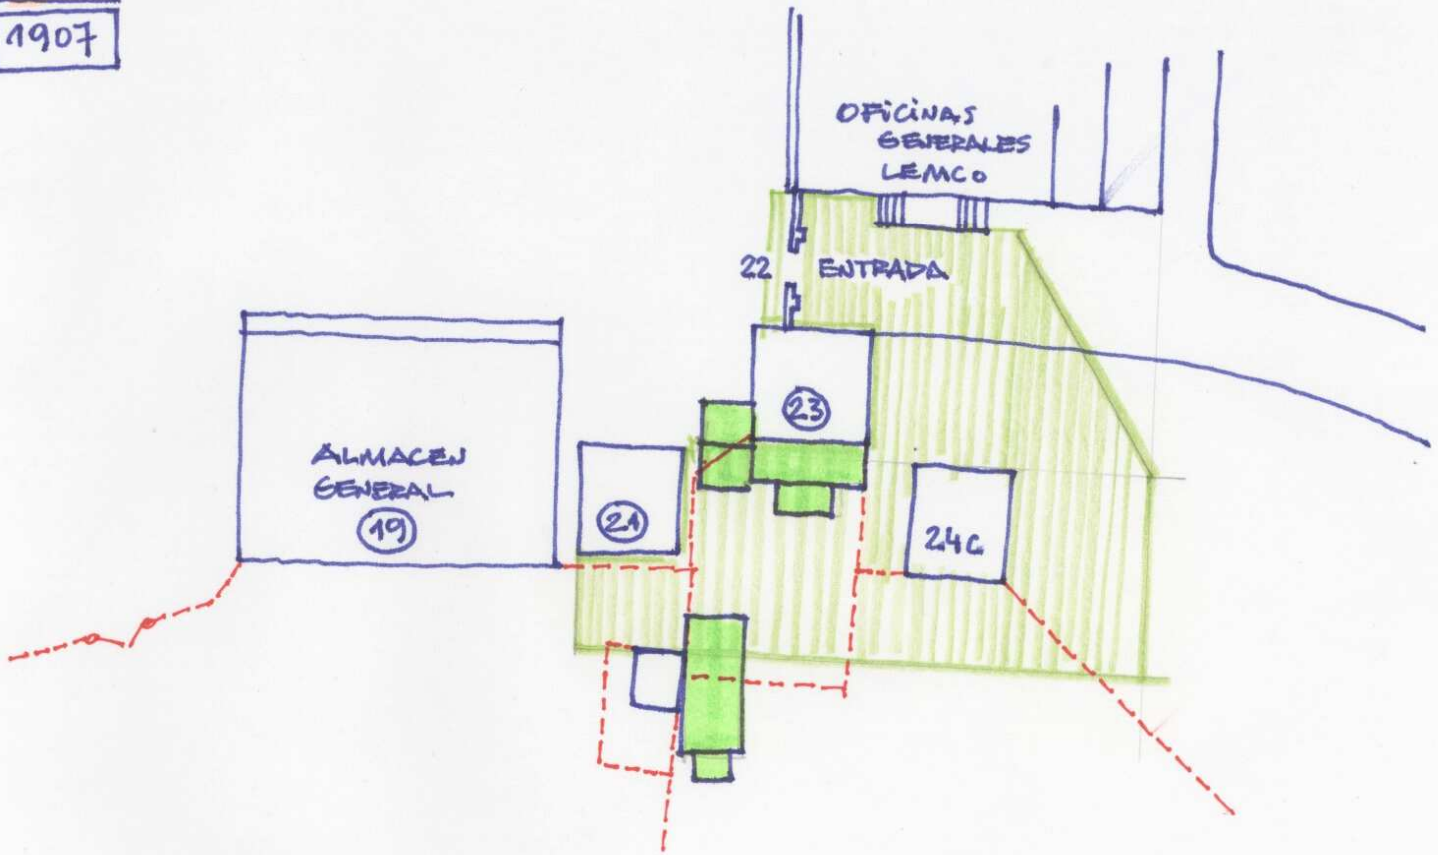 1907
OFICINAS
GENERALES
LEMCO
22 ENTRADA
23
ALMACEN
GENERAL
19
21
24C